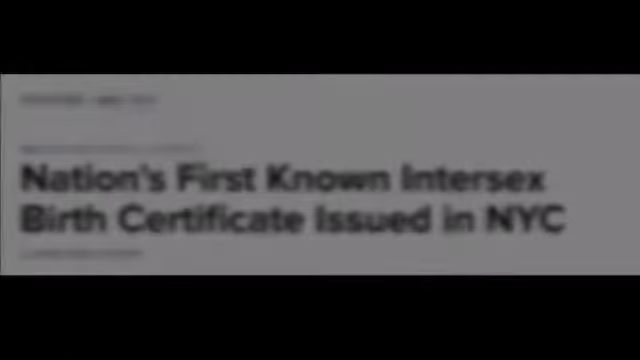 Nation's First Known Intersex
Birth Certificate Issued in NYC